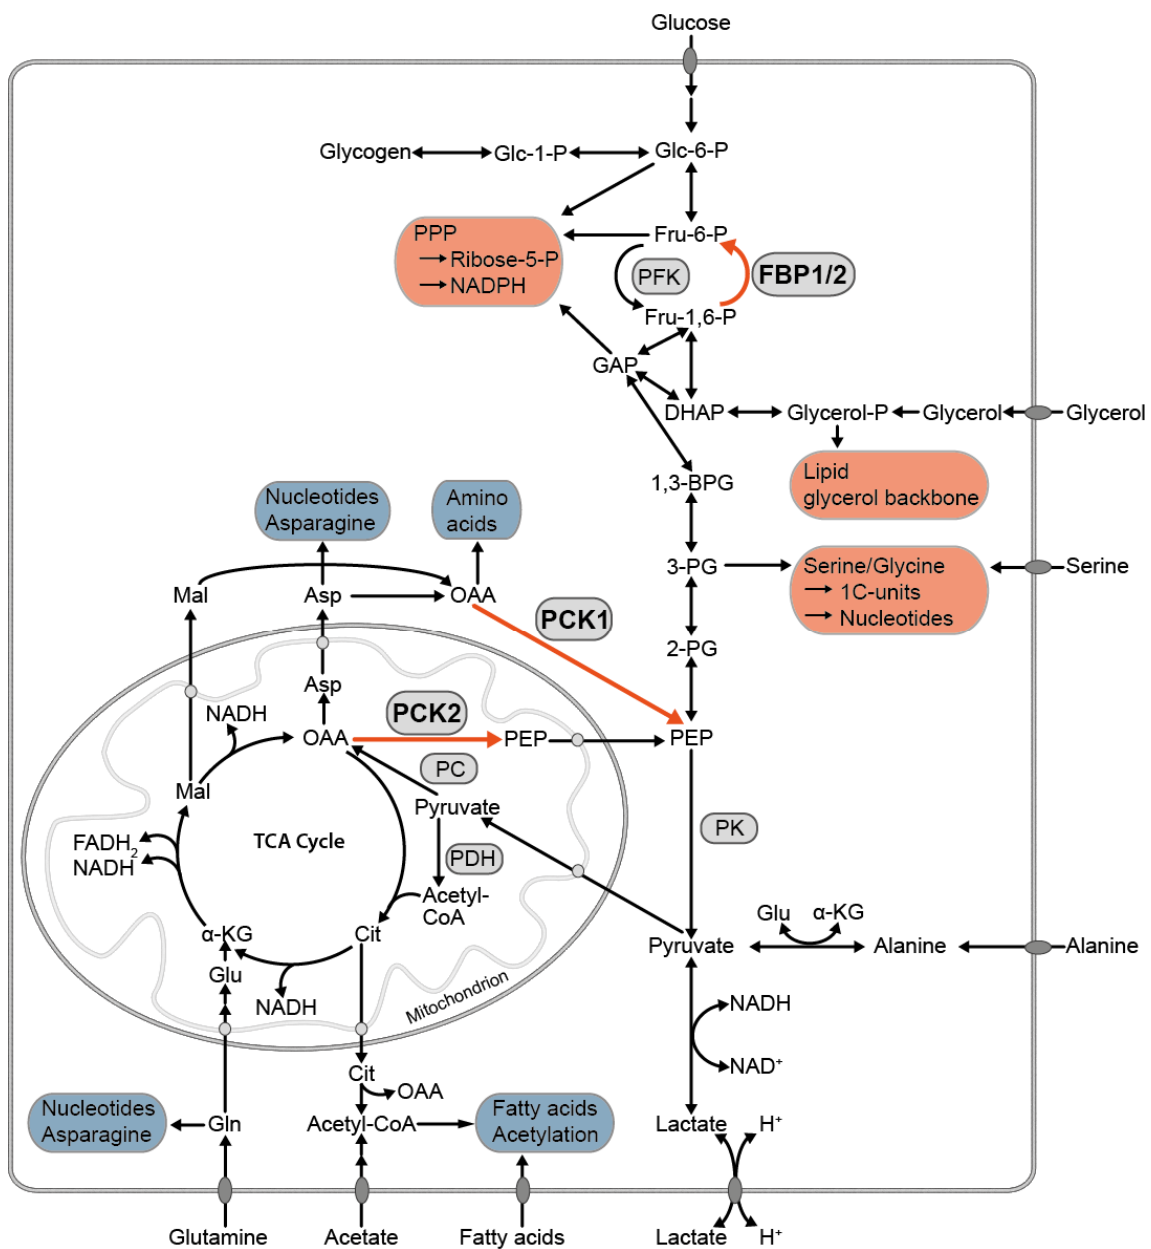 Glucose
Glycogen
Glc-1-P
Glc-6-P
PPP
Ribose-5-P
NADPH
Fru-6-P
PFK
FBP1/2
Fru-1,6-P
GAP
DHAP
Glycerol-P
Glycerol
Glycerol
Lipid
glycerol backbone
1,3-BPG
Nucleotides
Asparagine
Amino
acids
3-PG
Serine/Glycine
1C-units
Nucleotides
Serine
Mal
Asp
OAA
PCK1
2-PG
Asp
NADH
PCK2
OAA
PEP
PEP
PC
Mal
Pyruvate
PK
FADH2
NADH
TCA Cycle
PDH
Acetyl-
CoA
α-KG
Cit
Glu
NADH
Mitochondrion
Glu
α-KG
Pyruvate
Alanine
Alanine
NADH
NAD+
Cit
OAA
Nucleotides
Asparagine
Gln
Acetyl-CoA
Fatty acids
Acetylation
Lactate
H+
Glutamine
Acetate
Fatty acids
Lactate
H+